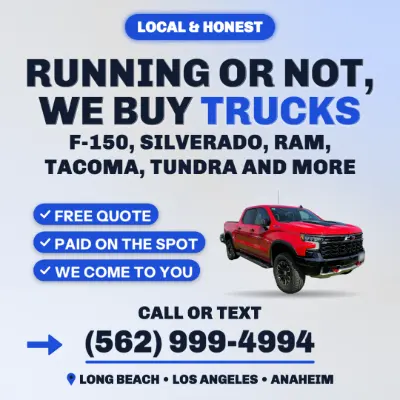 LOCAL & HONEST
RUNNING OR NOT,
WE BUY TRUCKS
F-150, SILVERADO, RAM,
TACOMA, TUNDRA AND MORE
FREE QUOTE
PAID ON THE SPOT
WE COME TO YOU
CALL OR TEXT
(562) 999-4994
LONG BEACH • LOS ANGELES • ANAHEIM